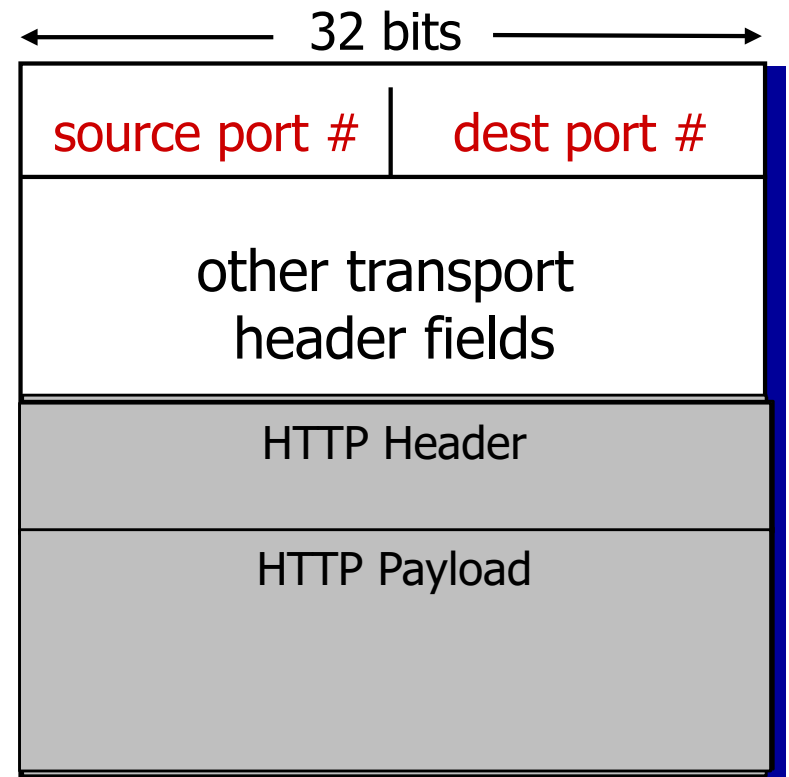 32 bits
source port # dest port #
other transport
header fields
HTTP Header
HTTP Payload